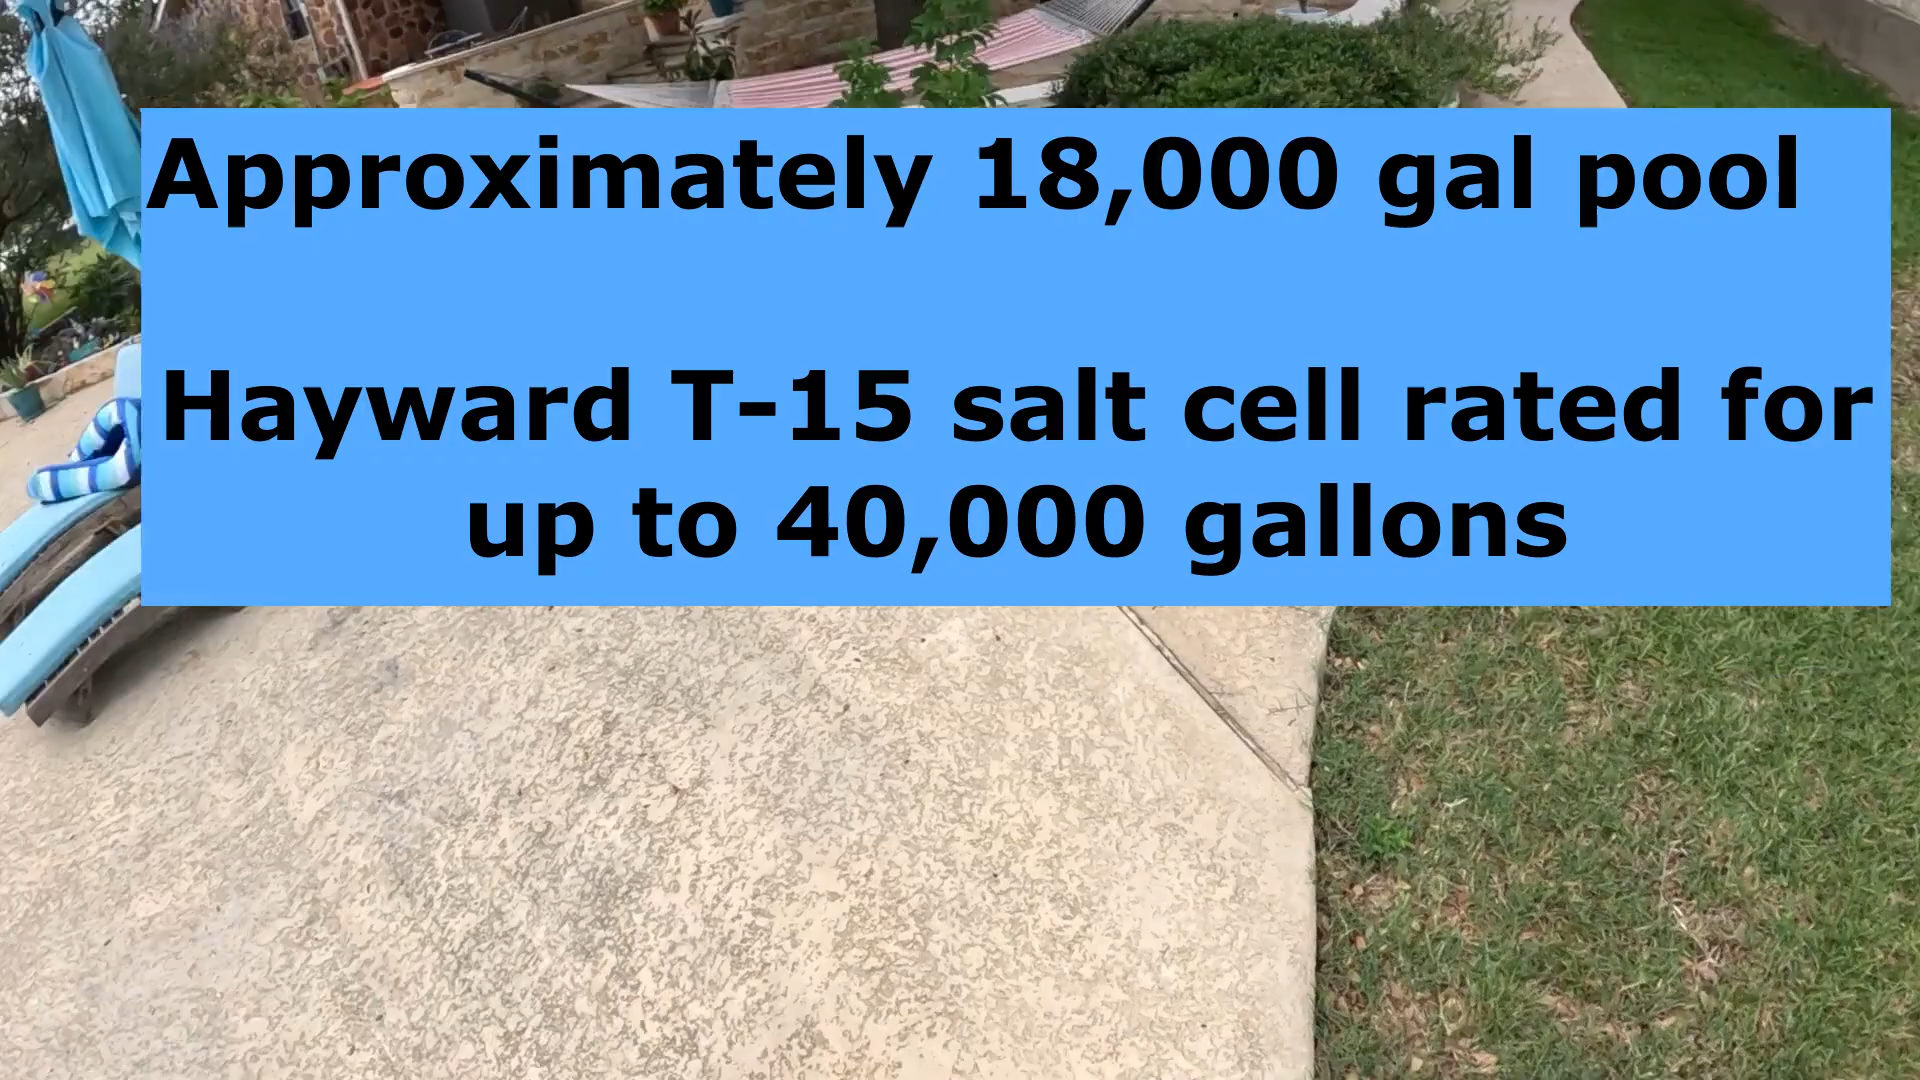 Approximately 18,000 gal pool
Hayward T-15 salt cell rated for
up to 40,000 gallons